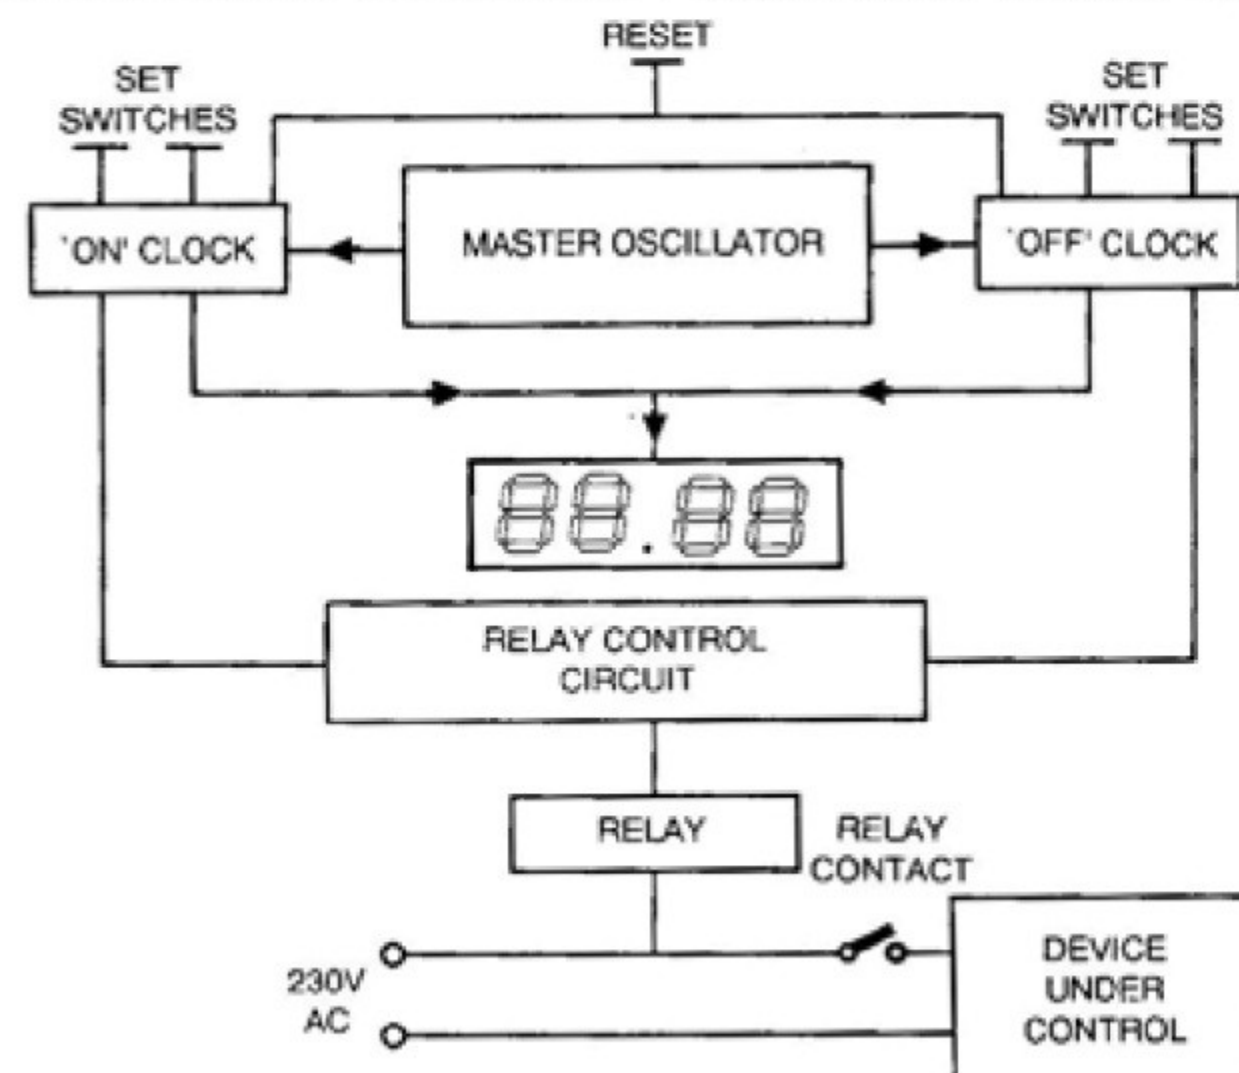 RESET
SET
SWITCHES
SET
SWITCHES
'ON' CLOCK
MASTER OSCILLATOR
'OFF' CLOCK
88.88
RELAY CONTROL
CIRCUIT
RELAY
RELAY
CONTACT
230V
AC
DEVICE
UNDER
CONTROL